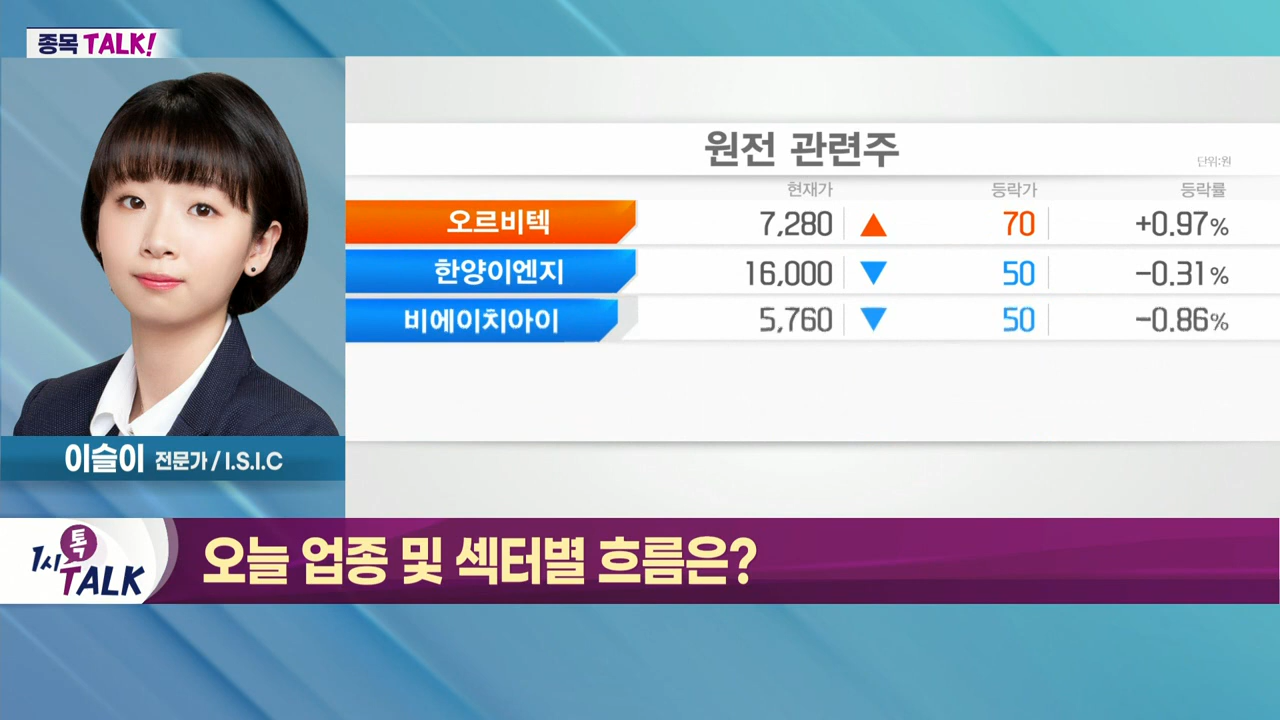 종목 TALK!
원전 관련주
단위:원
현재가 등락가 등락률
오르비텍 7,280 ▲ 70 +0.97%
한양이엔지 16,000 ▼ 50 -0.31%
비에이치아이 5,760 ▼ 50 -0.86%
이슬이 전문가 / I.S.I.C
1시 톡 TALK
오늘 업종 및 섹터별 흐름은?